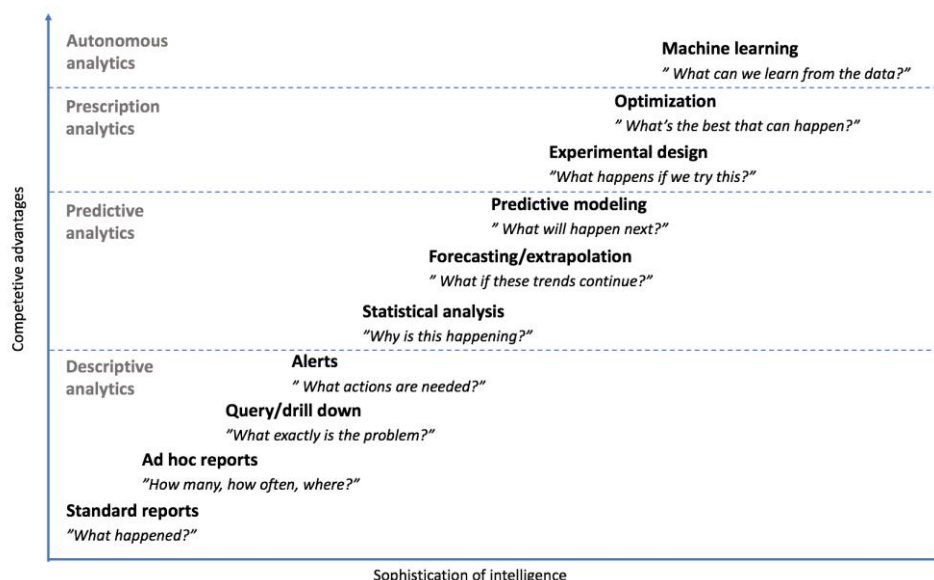 Autonomous
analytics
Machine learning
” What can we learn from the data?”
Prescription
analytics
Optimization
” What’s the best that can happen?”
Experimental design
”What happens if we try this?”
Predictive
analytics
Predictive modeling
” What will happen next?”
Forecasting/extrapolation
” What if these trends continue?”
Statistical analysis
”Why is this happening?”
Descriptive
analytics
Alerts
” What actions are needed?”
Query/drill down
”What exactly is the problem?”
Ad hoc reports
”How many, how often, where?”
Standard reports
”What happened?”
Competetive advantages
Sophistication of intelligence